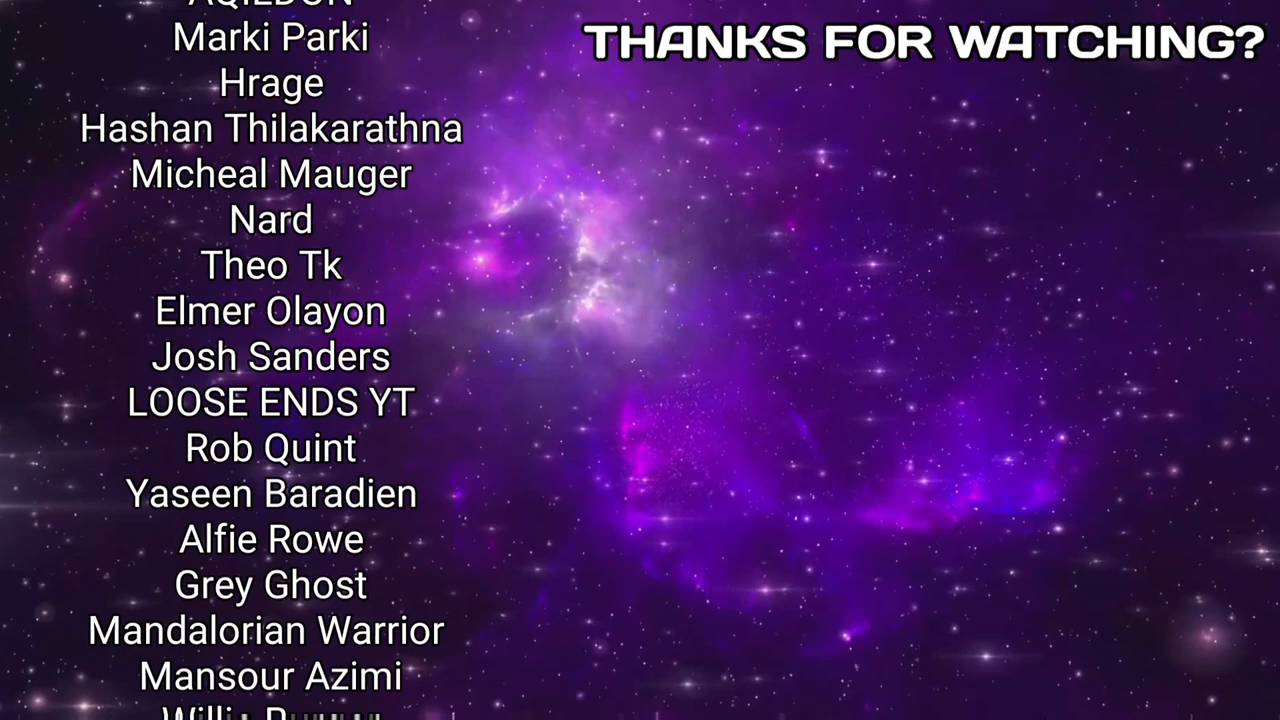 Marki Parki
Hrage
Hashan Thilakarathna
Micheal Mauger
Nard
Theo Tk
Elmer Olayon
Josh Sanders
LOOSE ENDS YT
Rob Quint
Yaseen Baradien
Alfie Rowe
Grey Ghost
Mandalorian Warrior
Mansour Azimi
THANKS FOR WATCHING?